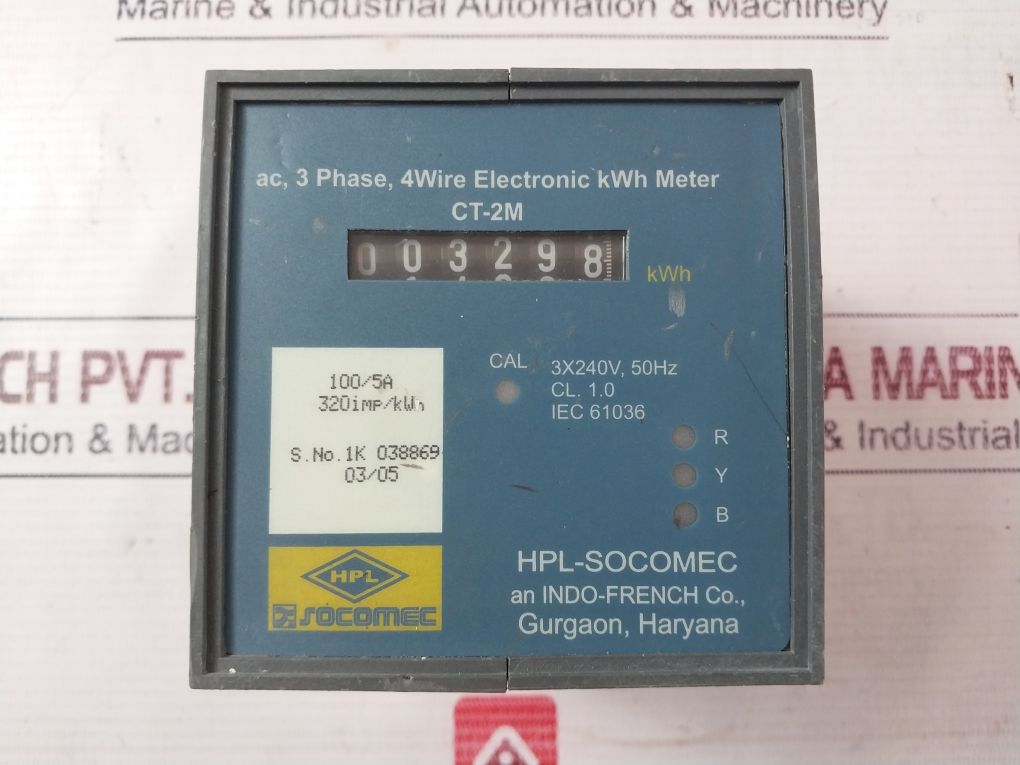 Marine & Industrial Automation & Machinery
ac, 3 Phase, 4Wire Electronic kWh Meter
CT-2M
003298
kWh
100/5A
320imp/kWh
S.No.1K 038869
03/05
CAL
3X240V, 50Hz
CL. 1.0
IEC 61036
R
Y
B
HPL
SOCOMEC
HPL-SOCOMEC
an INDO-FRENCH Co.,
Gurgaon, Haryana
CH PVT.
ation & Mac
A MARIN
& Industrial